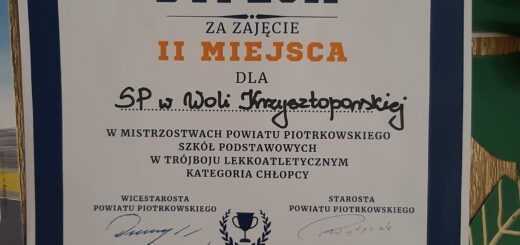 DYPLOM
ZA ZAJĘCIE
II MIEJSCA
DLA
SP w Woli Krzysztoporskiej
W MISTRZOSTWACH POWIATU PIOTRKOWSKIEGO
SZKÓŁ PODSTAWOWYCH
W TRÓJBOJU LEKKOATLETYCZNYM
KATEGORIA CHŁOPCY
WICESTAROSTA
POWIATU PIOTRKOWSKIEGO
STAROSTA
POWIATU PIOTRKOWSKIEGO